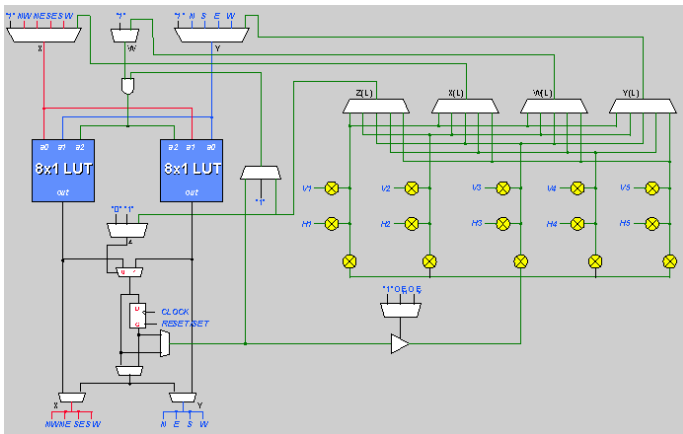 "1" NW NE SE SW
"1"
"1" N S E W
X
W
Y
Z(L) X(L) W(L) Y(L)
a0 a1 a2
a2 a1 a0
8x1 LUT
8x1 LUT
out
out
"1"
V1 V2 V3 V4 V5
"0" "1"
H1 H2 H3 H4 H5
Z
"1" OE OE
CLOCK
RESET.SET
X
Y
NW NE SE SW
N E S W